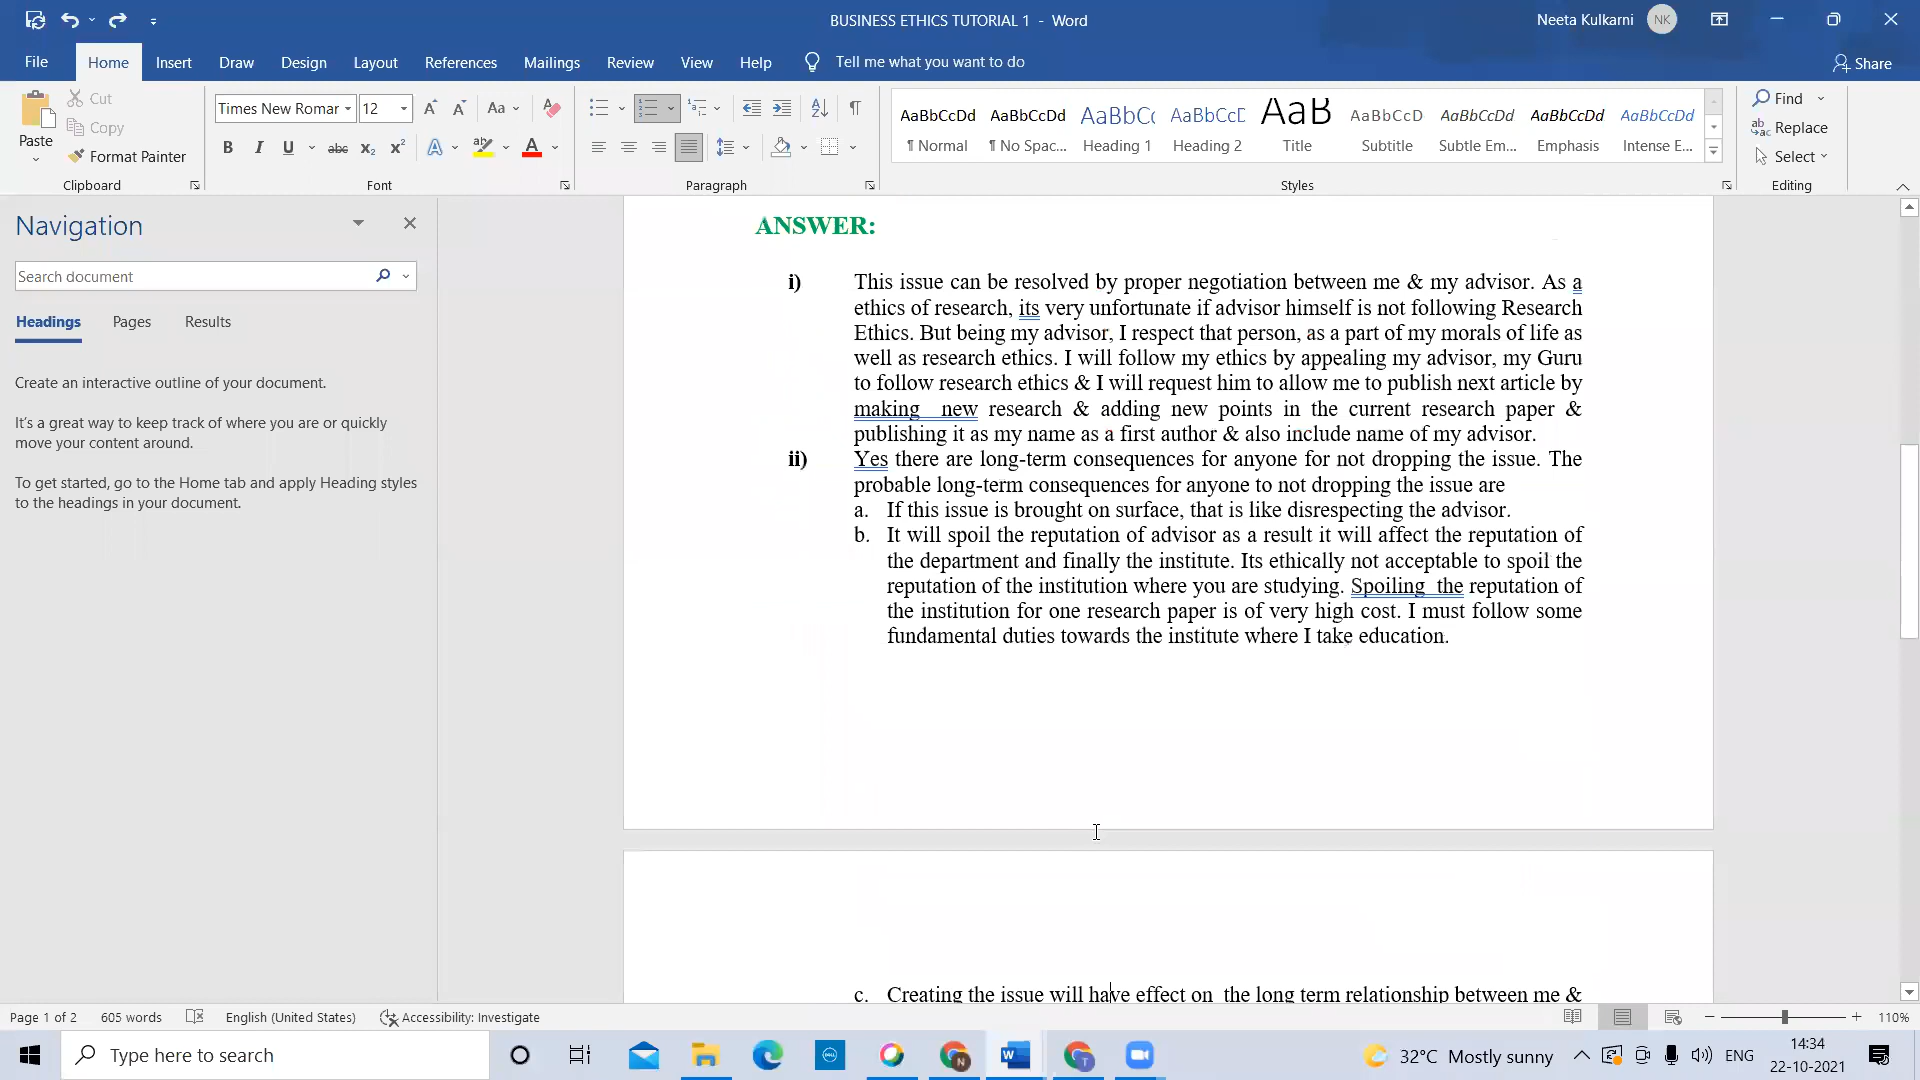 BUSINESS ETHICS TUTORIAL 1 - Word
Neeta Kulkarni NK
File Home Insert Draw Design Layout References Mailings Review View Help Tell me what you want to do Share
Paste Cut Copy Format Painter
Clipboard
Times New Romar 12 Aa
B I U abc x₂ x² A ab A
Font
Paragraph
AaBbCcDd AaBbCcDd AaBbCc AaBbCcD AaB AaBbCcD AaBbCcDd AaBbCcDd AaBbCcDd
¶ Normal ¶ No Spac... Heading 1 Heading 2 Title Subtitle Subtle Em... Emphasis Intense E...
Styles
Find
Replace
Select
Editing
Navigation
Search document
Headings Pages Results
Create an interactive outline of your document.
It's a great way to keep track of where you are or quickly
move your content around.
To get started, go to the Home tab and apply Heading styles
to the headings in your document.
ANSWER:
i) This issue can be resolved by proper negotiation between me & my advisor. As a
ethics of research, its very unfortunate if advisor himself is not following Research
Ethics. But being my advisor, I respect that person, as a part of my morals of life as
well as research ethics. I will follow my ethics by appealing my advisor, my Guru
to follow research ethics & I will request him to allow me to publish next article by
making new research & adding new points in the current research paper &
publishing it as my name as a first author & also include name of my advisor.
ii) Yes there are long-term consequences for anyone for not dropping the issue. The
probable long-term consequences for anyone to not dropping the issue are
a. If this issue is brought on surface, that is like disrespecting the advisor.
b. It will spoil the reputation of advisor as a result it will affect the reputation of
the department and finally the institute. Its ethically not acceptable to spoil the
reputation of the institution where you are studying. Spoiling the reputation of
the institution for one research paper is of very high cost. I must follow some
fundamental duties towards the institute where I take education.
c. Creating the issue will have effect on the long term relationship between me &
Page 1 of 2 605 words English (United States) Accessibility: Investigate 110%
Type here to search
32°C Mostly sunny ENG 14:34
22-10-2021